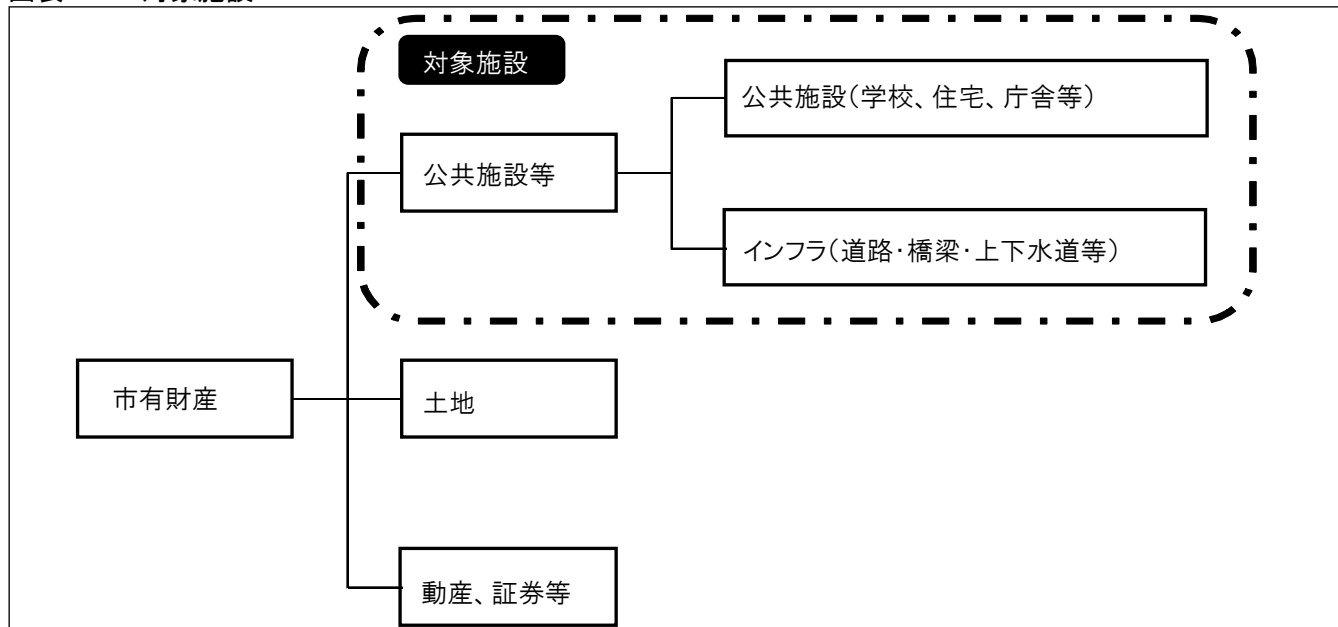 対象施設
公共施設（学校、住宅、庁舎等）
公共施設等
インフラ（道路・橋梁・上下水道等）
市有財産
土地
動産、証券等